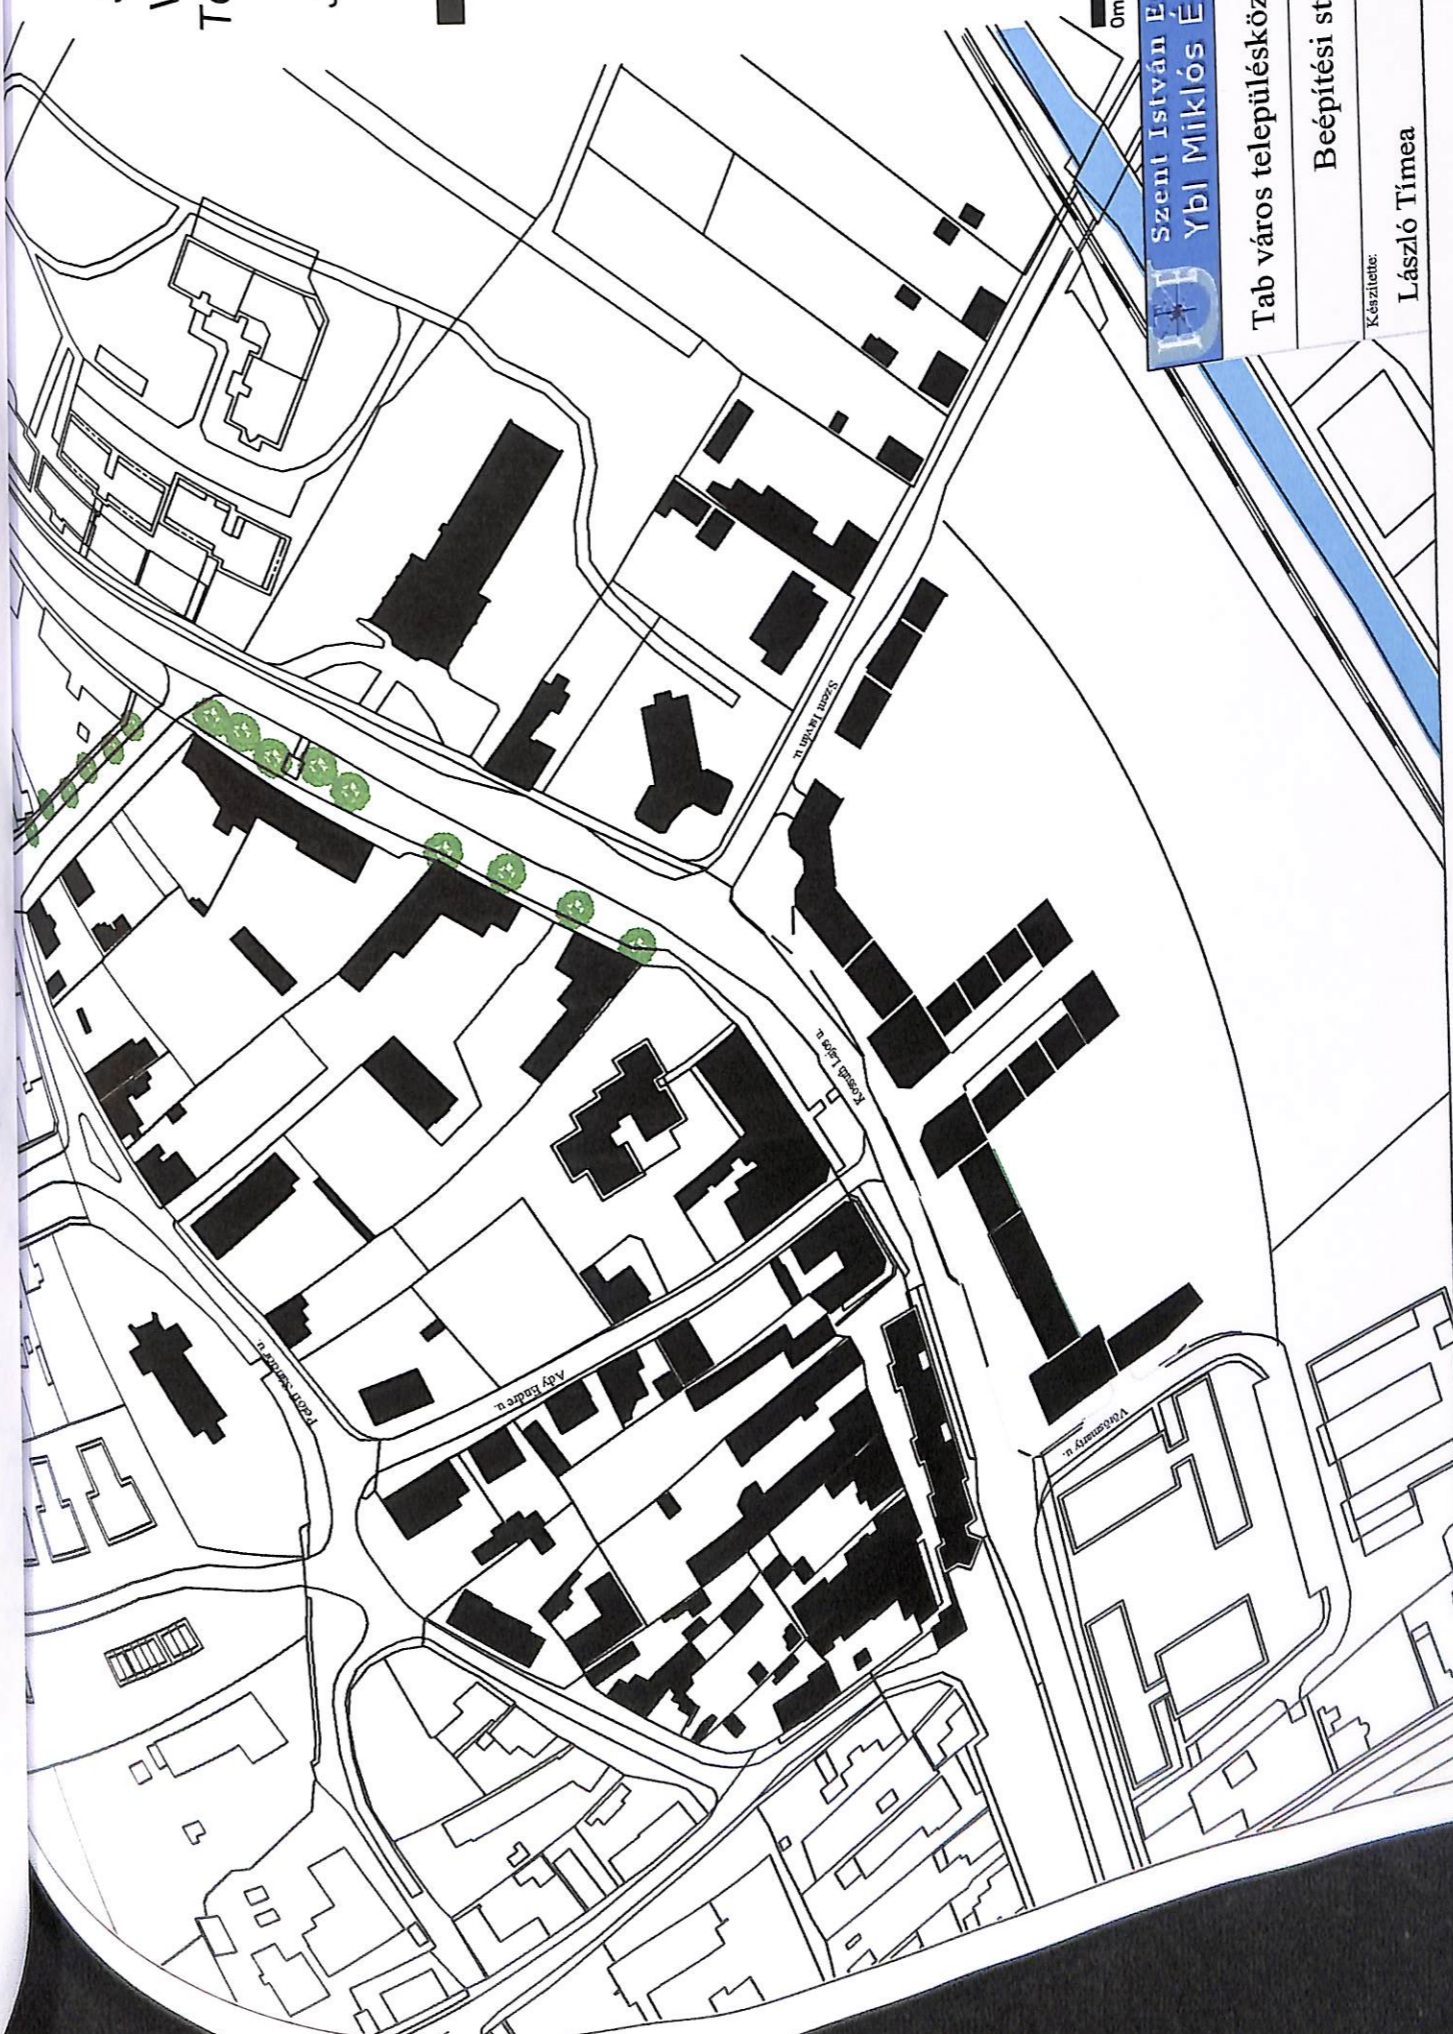 Szent István u.
Kossuth Lajos u.
Ady Endre u.
Petőfi Sándor u.
Vörösmarty u.
0m
Szent István E
Ybl Miklós É
Tab város településköz
Beépítési st
Készítette:
László Tímea